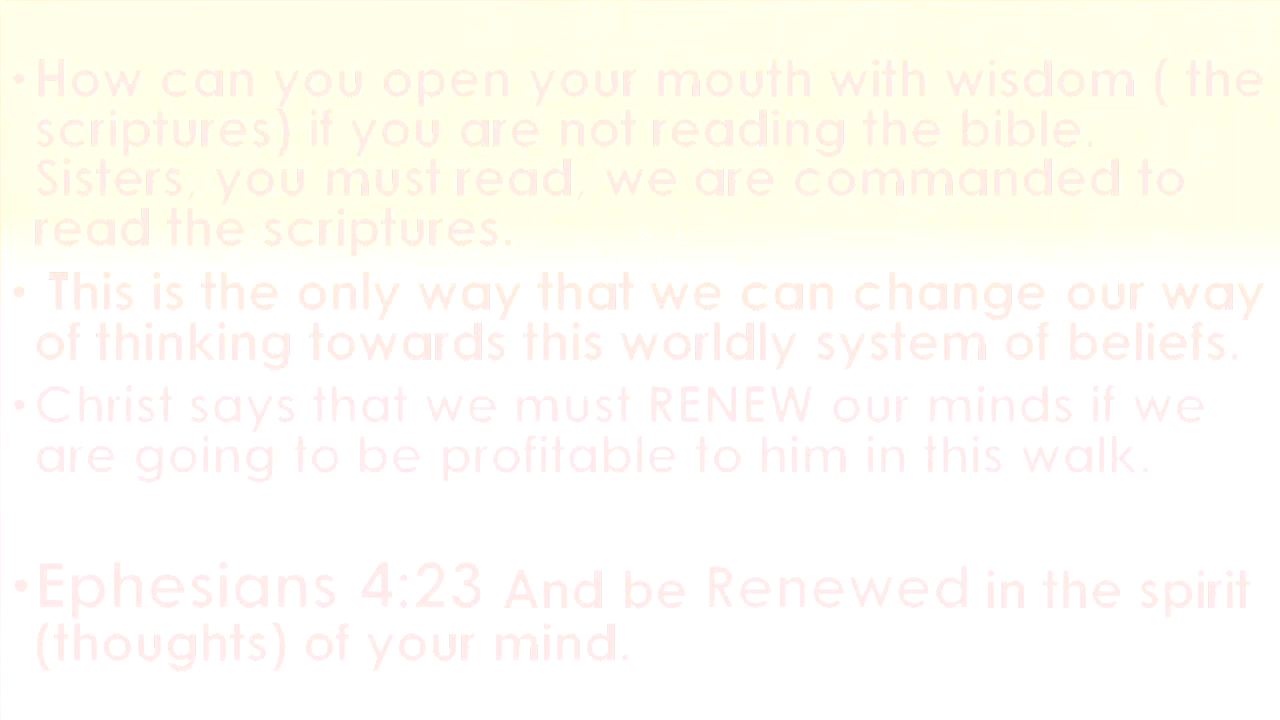 • How can you open your mouth with wisdom ( the
scriptures) if you are not reading the bible.
Sisters, you must read, we are commanded to
read the scriptures.
• This is the only way that we can change our way
of thinking towards this worldly system of beliefs.
• Christ says that we must RENEW our minds if we
are going to be profitable to him in this walk.
• Ephesians 4:23 And be Renewed in the spirit
(thoughts) of your mind.